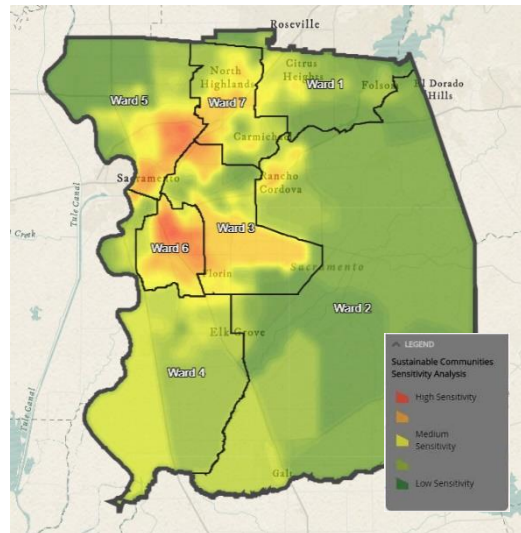 Roseville
Citrus
Heights
Ward 1
North
Highlands
Folsom
El Dorado
Hills
Ward 5
Ward 7
Carmichael
Sacramento
Rancho
Cordova
Tule Canal
Creek
Ward 3
Ward 6
Florin
Sacramento
Ward 2
Elk Grove
Ward 4
Tule Canal
Galt
LEGEND
Sustainable Communities
Sensitivity Analysis
High Sensitivity
Medium
Sensitivity
Low Sensitivity